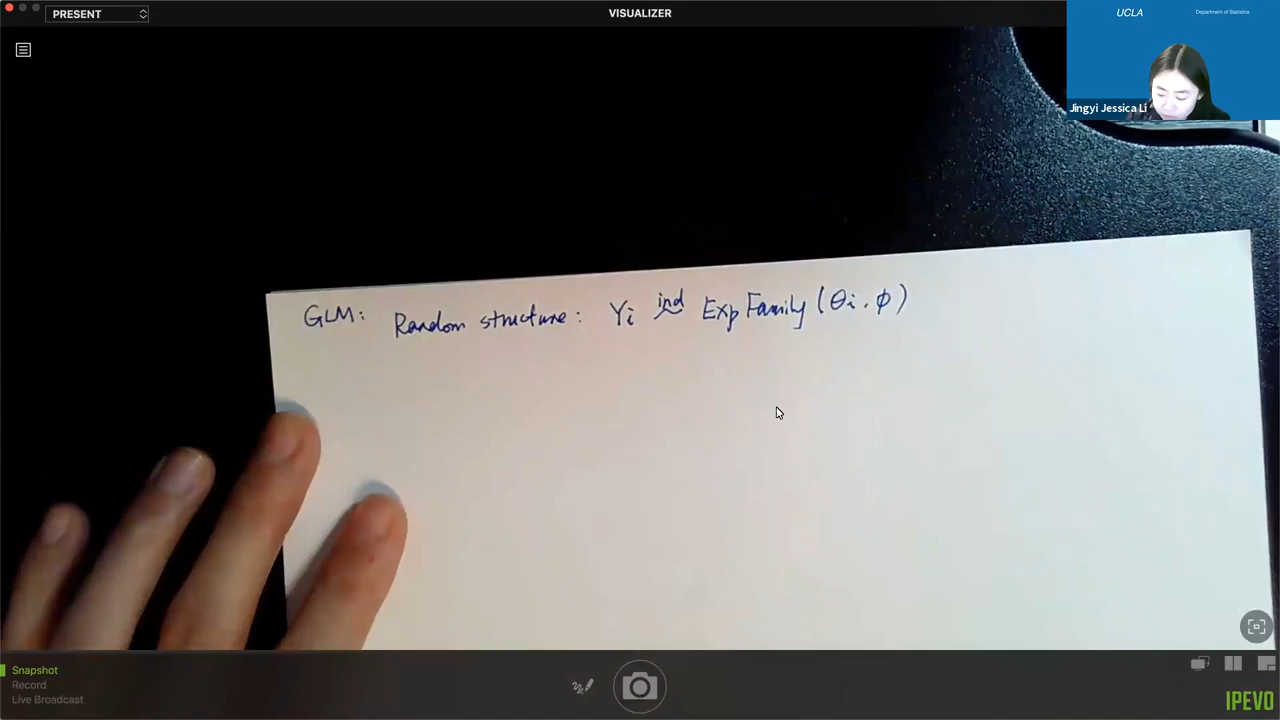 PRESENT
VISUALIZER
UCLA
Department of Statistics
Jingyi Jessica Li
GLM: Random structure: Yi ind~ Exp Family (θi, φ)
Snapshot
Record
Live Broadcast
IPEVO